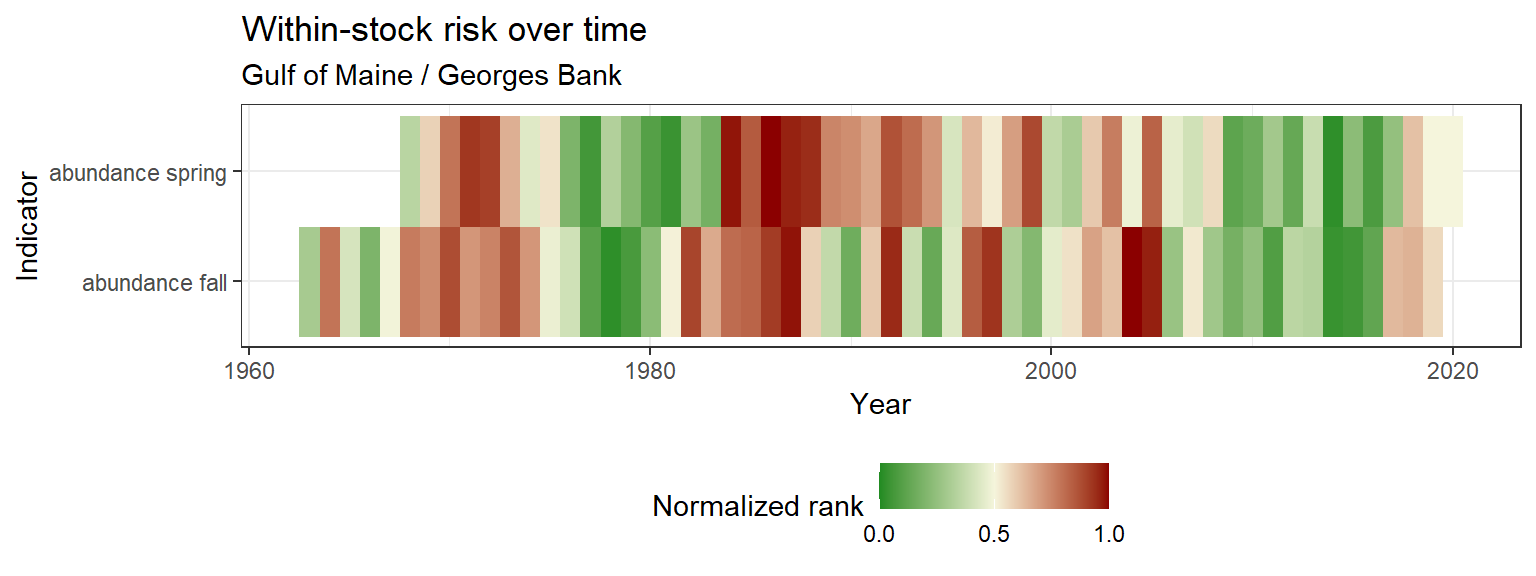 Within-stock risk over time
Gulf of Maine / Georges Bank
Indicator
abundance spring
abundance fall
1960 1980 2000 2020
Year
Normalized rank
0.0 0.5 1.0